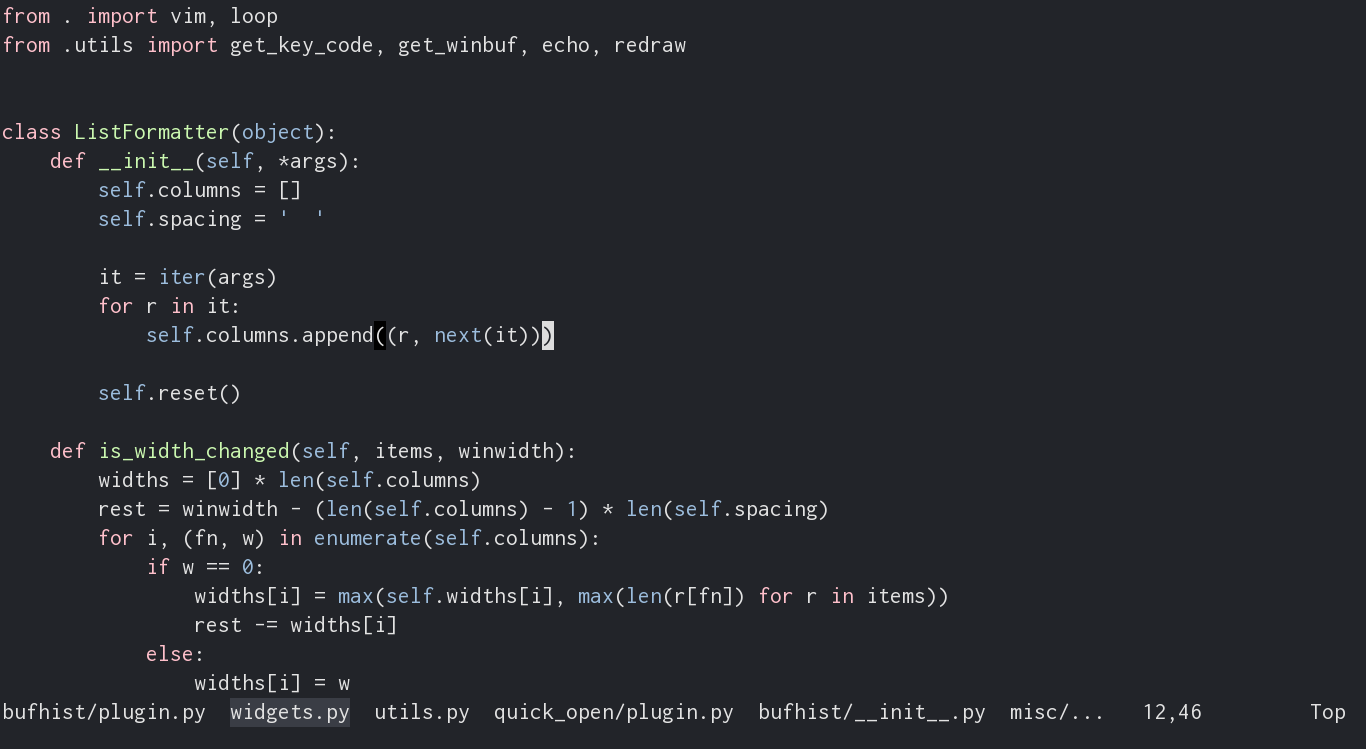 from . import vim, loop
from .utils import get_key_code, get_winbuf, echo, redraw


class ListFormatter(object):
    def __init__(self, *args):
        self.columns = []
        self.spacing = '  '

        it = iter(args)
        for r in it:
            self.columns.append((r, next(it)))

        self.reset()

    def is_width_changed(self, items, winwidth):
        widths = [0] * len(self.columns)
        rest = winwidth - (len(self.columns) - 1) * len(self.spacing)
        for i, (fn, w) in enumerate(self.columns):
            if w == 0:
                widths[i] = max(self.widths[i], max(len(r[fn]) for r in items))
                rest -= widths[i]
            else:
                widths[i] = w
bufhist/plugin.py  widgets.py  utils.py  quick_open/plugin.py  bufhist/__init__.py  misc/...   12,46         Top